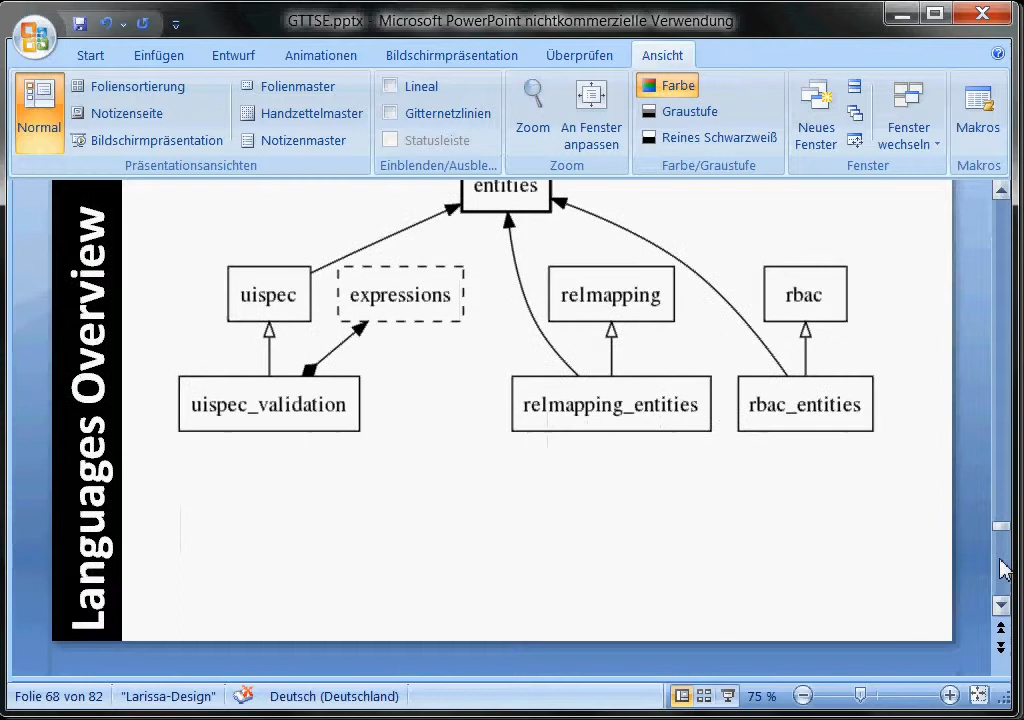 GTTSE.pptx - Microsoft PowerPoint nichtkommerzielle Verwendung
Start Einfügen Entwurf Animationen Bildschirmpräsentation Überprüfen Ansicht
Normal
Foliensortierung
Notizenseite
Bildschirmpräsentation
Folienmaster
Handzettelmaster
Notizenmaster
Präsentationsansichten
Lineal
Gitternetzlinien
Statusleiste
Einblenden/Ausble...
Zoom
An Fenster
anpassen
Zoom
Farbe
Graustufe
Reines Schwarzweiß
Farbe/Graustufe
Neues
Fenster
Fenster
wechseln
Fenster
Makros
Makros
Languages Overview
entities
uispec
expressions
relmapping
rbac
uispec_validation
relmapping_entities
rbac_entities
Folie 68 von 82 "Larissa-Design" Deutsch (Deutschland) 75 %